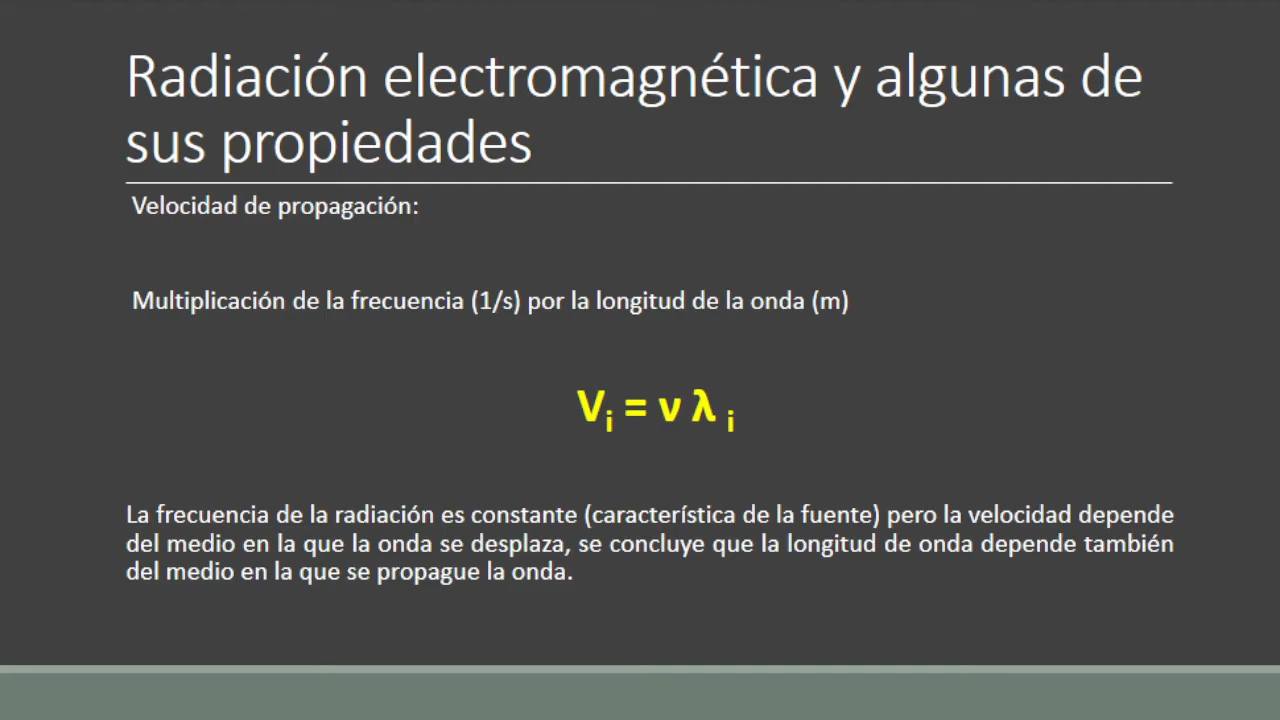 Radiación electromagnética y algunas de
sus propiedades
Velocidad de propagación:
Multiplicación de la frecuencia (1/s) por la longitud de la onda (m)
Vᵢ = ν λ ᵢ
La frecuencia de la radiación es constante (característica de la fuente) pero la velocidad depende
del medio en la que la onda se desplaza, se concluye que la longitud de onda depende también
del medio en la que se propague la onda.